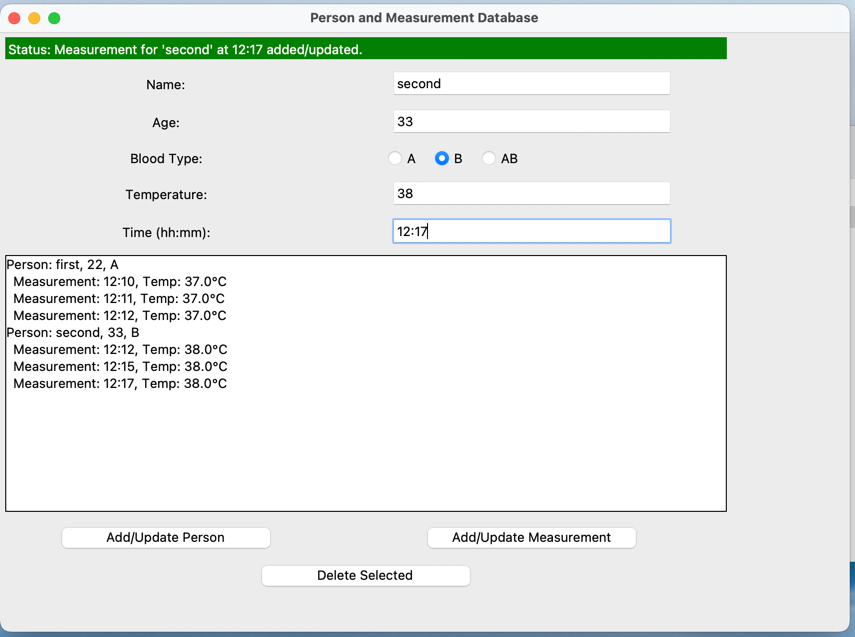 Person and Measurement Database
Status: Measurement for 'second' at 12:17 added/updated.
Name: second
Age: 33
Blood Type: A B AB
Temperature: 38
Time (hh:mm): 12:17
Person: first, 22, A
Measurement: 12:10, Temp: 37.0°C
Measurement: 12:11, Temp: 37.0°C
Measurement: 12:12, Temp: 37.0°C
Person: second, 33, B
Measurement: 12:12, Temp: 38.0°C
Measurement: 12:15, Temp: 38.0°C
Measurement: 12:17, Temp: 38.0°C
Add/Update Person Add/Update Measurement
Delete Selected